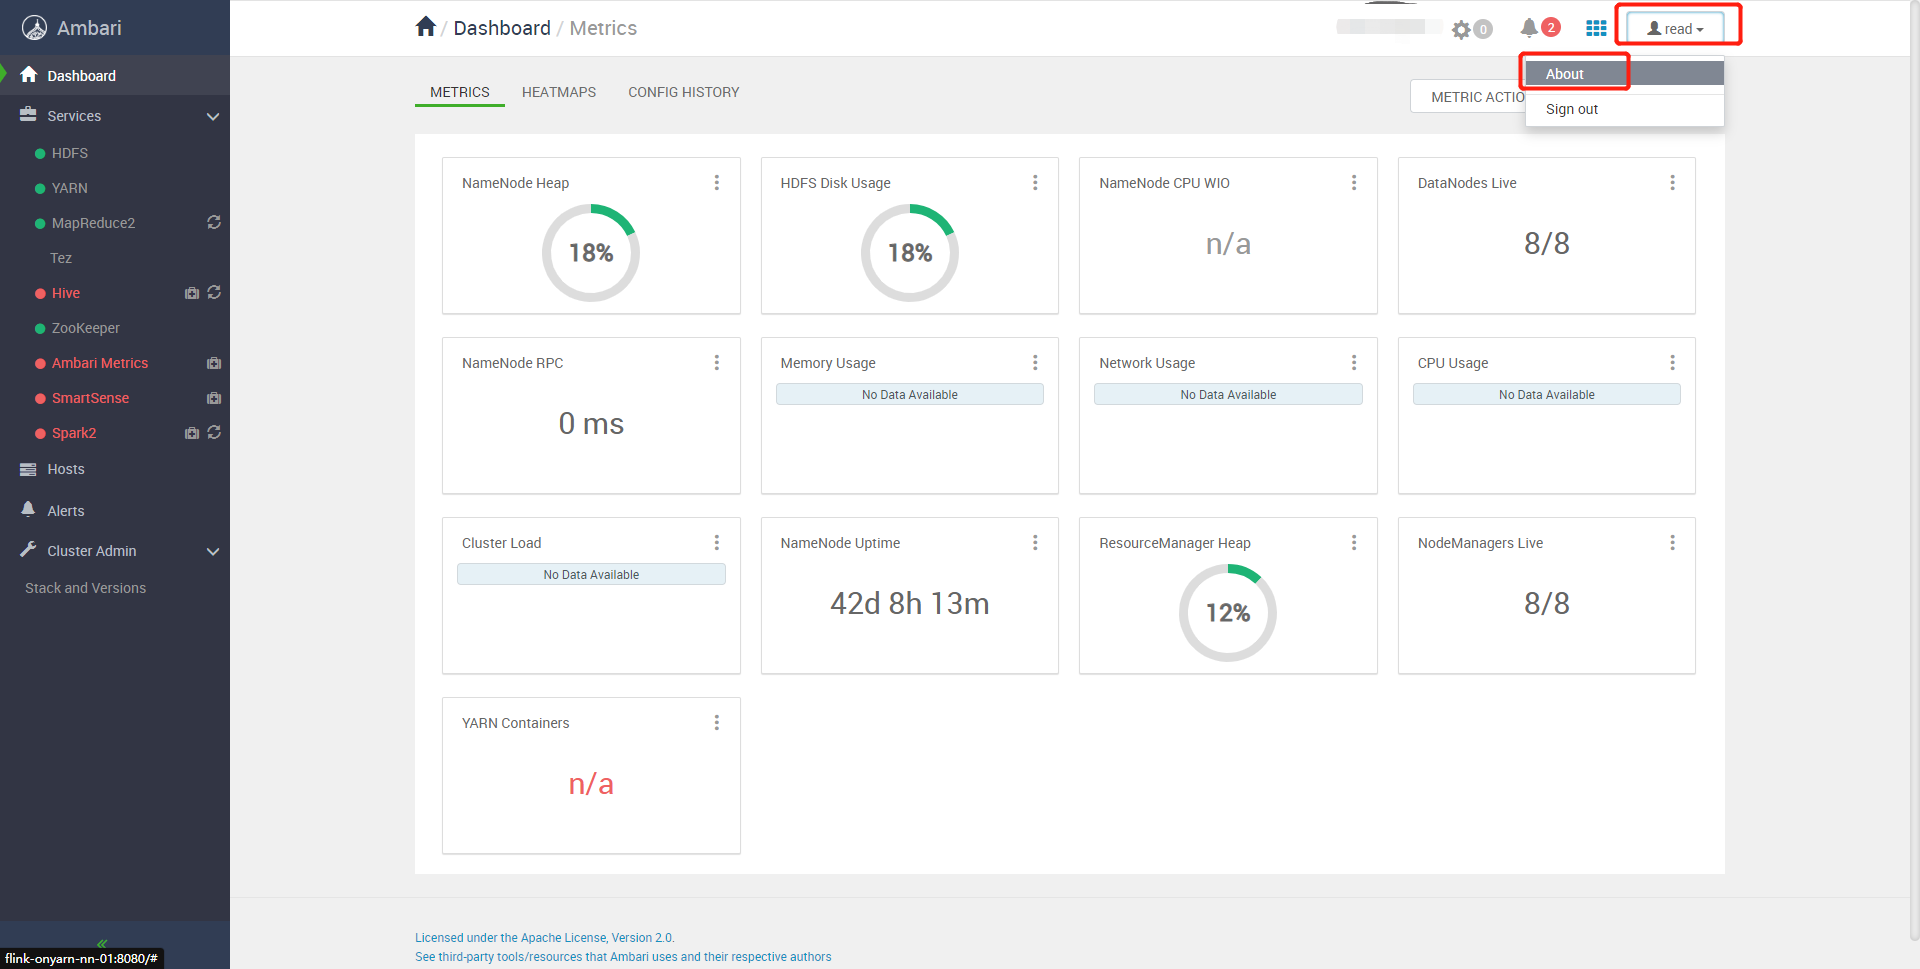 Ambari
Dashboard
Services
HDFS
YARN
MapReduce2
Tez
Hive
ZooKeeper
Ambari Metrics
SmartSense
Spark2
Hosts
Alerts
Cluster Admin
Stack and Versions
flink-onyarn-nn-01:8080/#
/ Dashboard / Metrics
0
2
read
About
Sign out
METRICS HEATMAPS CONFIG HISTORY
METRIC ACTIO
NameNode Heap
18%
HDFS Disk Usage
18%
NameNode CPU WIO
n/a
DataNodes Live
8/8
NameNode RPC
0 ms
Memory Usage
No Data Available
Network Usage
No Data Available
CPU Usage
No Data Available
Cluster Load
No Data Available
NameNode Uptime
42d 8h 13m
ResourceManager Heap
12%
NodeManagers Live
8/8
YARN Containers
n/a
Licensed under the Apache License, Version 2.0.
See third-party tools/resources that Ambari uses and their respective authors